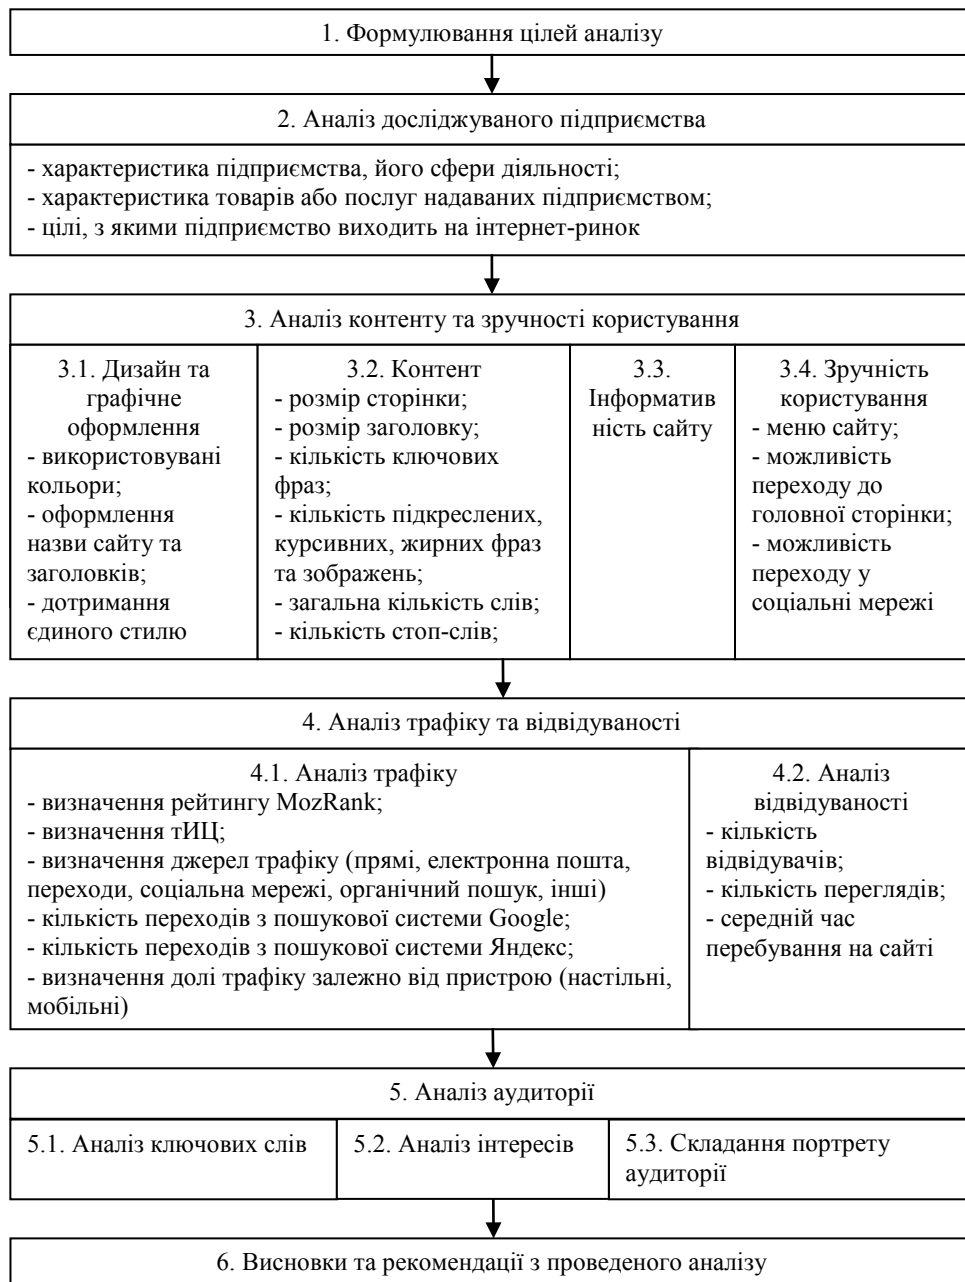 1. Формулювання цілей аналізу
2. Аналіз досліджуваного підприємства
- характеристика підприємства, його сфери діяльності;
- характеристика товарів або послуг надаваних підприємством;
- цілі, з якими підприємство виходить на інтернет-ринок
3. Аналіз контенту та зручності користування
3.1. Дизайн та
графічне
оформлення
- використовувані
кольори;
- оформлення
назви сайту та
заголовків;
- дотримання
єдиного стилю
3.2. Контент
- розмір сторінки;
- розмір заголовку;
- кількість ключових
фраз;
- кількість підкреслених,
курсивних, жирних фраз
та зображень;
- загальна кількість слів;
- кількість стоп-слів;
3.3.
Інформатив
ність сайту
3.4. Зручність
користування
- меню сайту;
- можливість
переходу до
головної сторінки;
- можливість
переходу у
соціальні мережі
4. Аналіз трафіку та відвідуваності
4.1. Аналіз трафіку
- визначення рейтингу MozRank;
- визначення тИЦ;
- визначення джерел трафіку (прямі, електронна пошта,
переходи, соціальна мережі, органічний пошук, інші)
- кількість переходів з пошукової системи Google;
- кількість переходів з пошукової системи Яндекс;
- визначення долі трафіку залежно від пристрою (настільні,
мобільні)
4.2. Аналіз
відвідуваності
- кількість
відвідувачів;
- кількість переглядів;
- середній час
перебування на сайті
5. Аналіз аудиторії
5.1. Аналіз ключових слів
5.2. Аналіз інтересів
5.3. Складання портрету
аудиторії
6. Висновки та рекомендації з проведеного аналізу